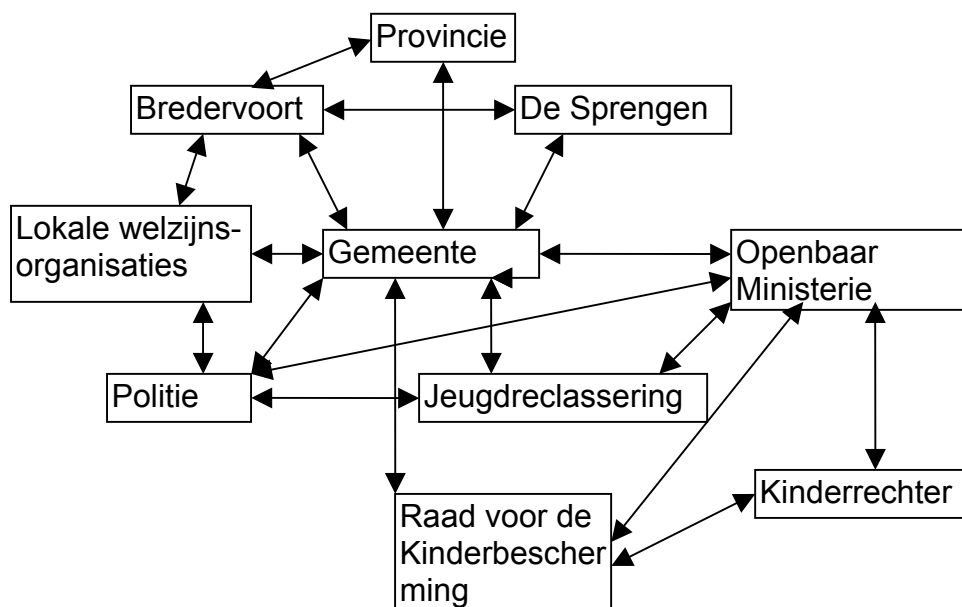 Provincie
Bredervoort
De Sprengen
Lokale welzijns-
organisaties
Gemeente
Openbaar
Ministerie
Politie
Jeugdreclassering
Kinderrechter
Raad voor de
Kinderbescher
ming